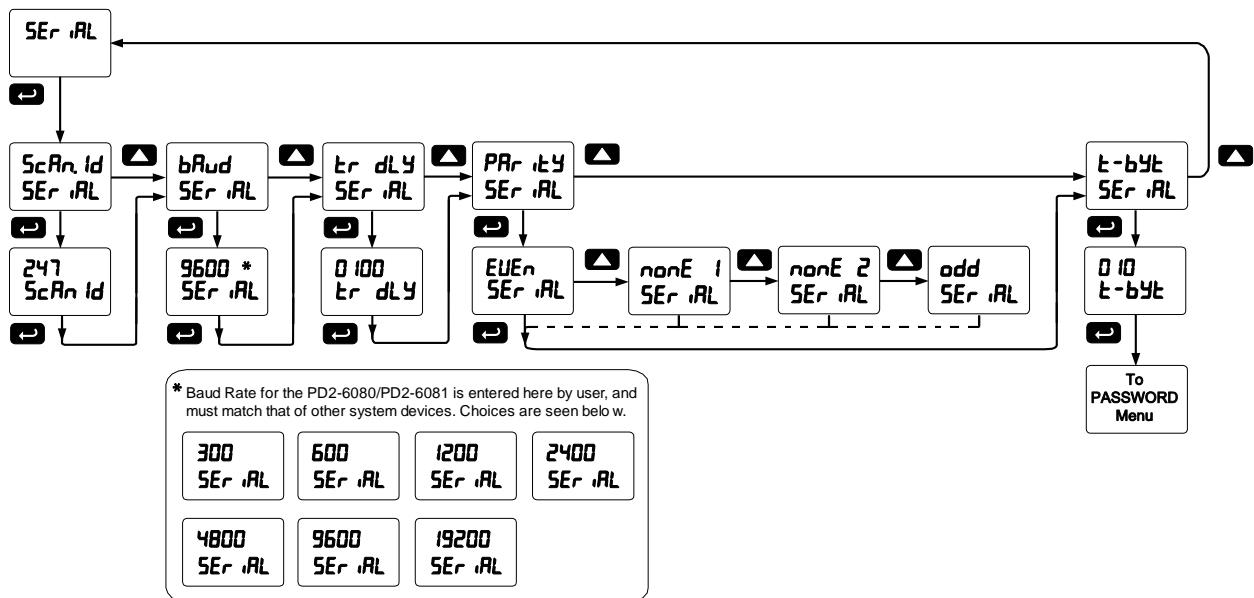 SEr iAL
ScAn.Id
SEr iAL
bAud
SEr iAL
tr dLY
SEr iAL
PAr itY
SEr iAL
t-bYt
SEr iAL
247
ScAn Id
9600 *
SEr iAL
0 100
tr dLY
EUEn
SEr iAL
nonE 1
SEr iAL
nonE 2
SEr iAL
odd
SEr iAL
0 10
t-bYt
To
PASSWORD
Menu
* Baud Rate for the PD2-6080/PD2-6081 is entered here by user, and
must match that of other system devices. Choices are seen belo w.
300
SEr iAL
600
SEr iAL
1200
SEr iAL
2400
SEr iAL
4800
SEr iAL
9600
SEr iAL
19200
SEr iAL